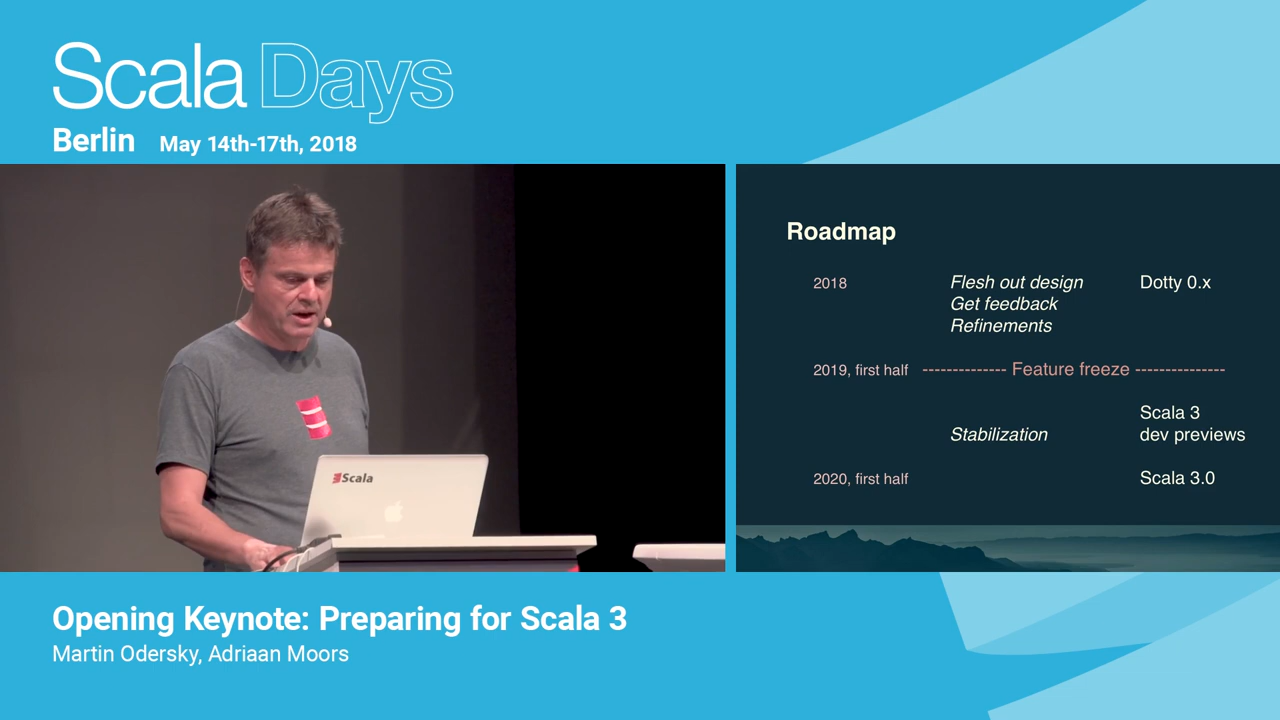 Scala Days
Berlin May 14th-17th, 2018
Scala
Roadmap
2018 Flesh out design Dotty 0.x
Get feedback
Refinements
2019, first half -------------- Feature freeze ---------------
Scala 3
Stabilization dev previews
2020, first half Scala 3.0
Opening Keynote: Preparing for Scala 3
Martin Odersky, Adriaan Moors